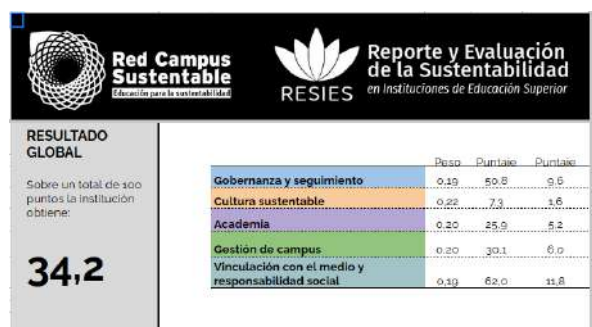 Red Campus
Sustentable
Educación para la sustentabilidad
RESIES
Reporte y Evaluación
de la Sustentabilidad
en Instituciones de Educación Superior
RESULTADO
GLOBAL
Sobre un total de 100
puntos la institución
obtiene:
34,2
Peso Puntaje Puntaje
Gobernanza y seguimiento 0,19 50,8 9,6
Cultura sustentable 0,22 7,3 1,6
Academia 0,20 25,9 5,2
Gestión de campus 0,20 30,1 6,0
Vinculación con el medio y
responsabilidad social 0,19 62,0 11,8